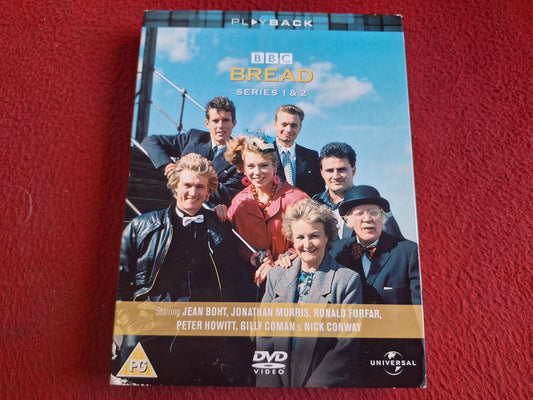 PLAYBACK
BBC
BREAD
SERIES 1 & 2
Starring JEAN BOHT, JONATHAN MORRIS, RONALD FORFAR,
PETER HOWITT, GILLY COMAN & NICK CONWAY
PG
DVD
VIDEO
UNIVERSAL